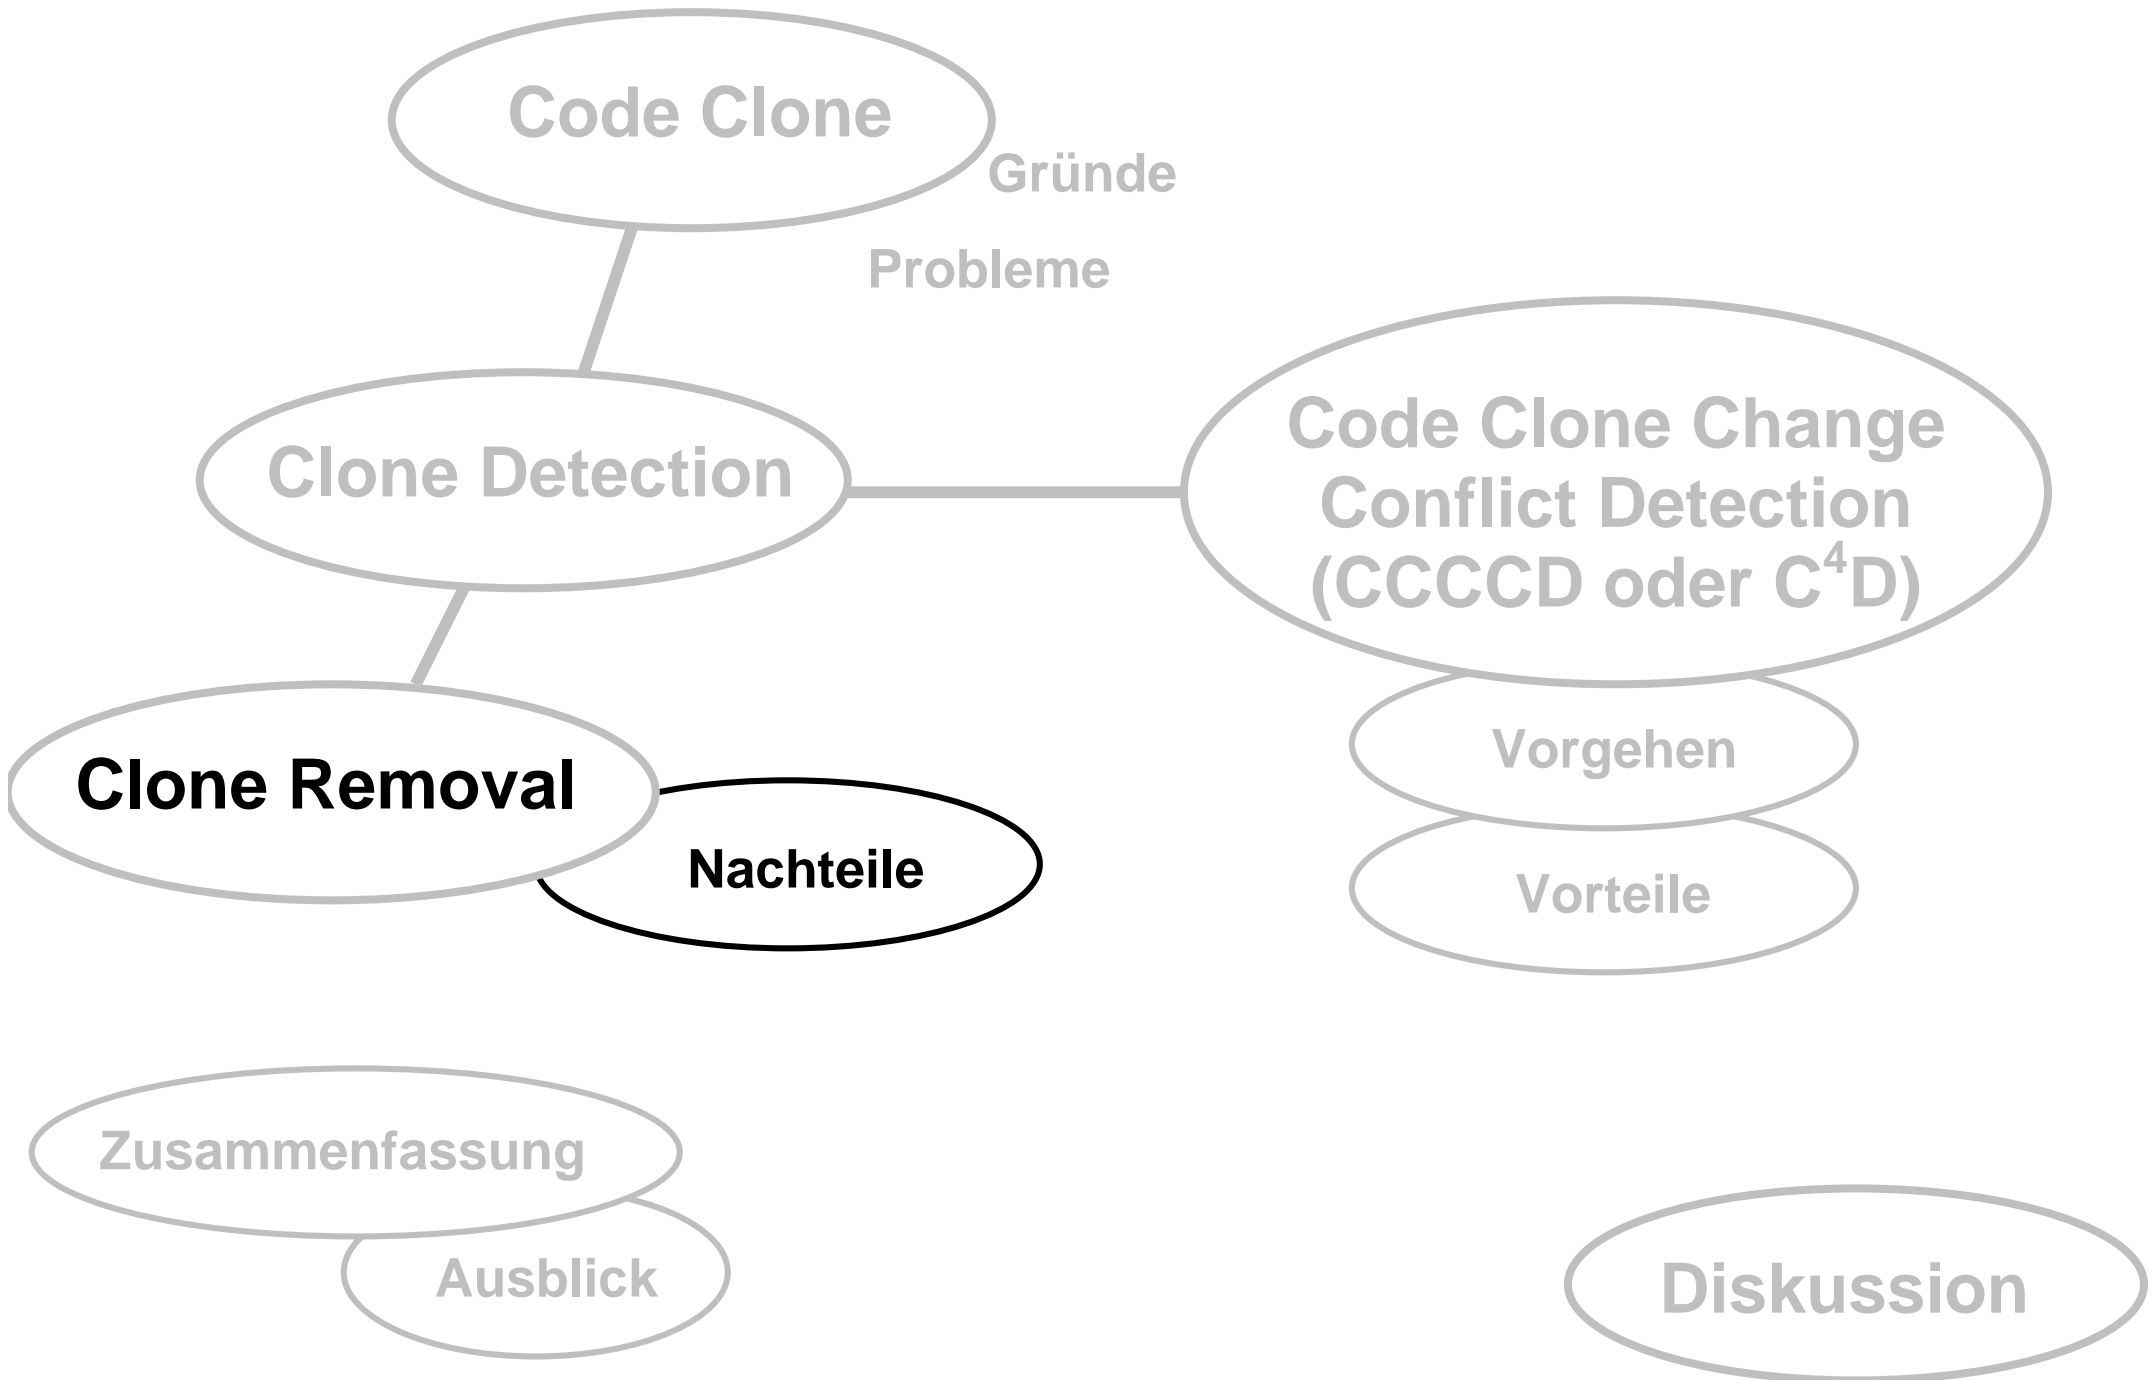 Code Clone
Gründe
Probleme
Clone Detection
Code Clone Change
Conflict Detection
(CCCCD oder C⁴D)
Clone Removal
Nachteile
Vorgehen
Vorteile
Zusammenfassung
Ausblick
Diskussion